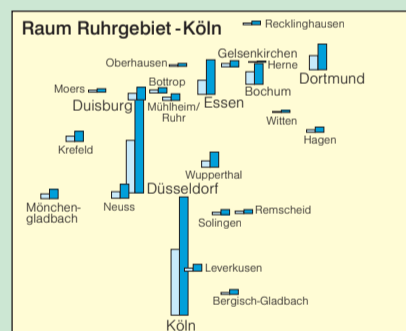 Raum Ruhrgebiet - Köln
Recklinghausen
Oberhausen
Gelsenkirchen
Herne
Dortmund
Moers
Bottrop
Duisburg
Mühlheim/
Ruhr
Essen
Bochum
Witten
Hagen
Krefeld
Wupperthal
Mönchen-
gladbach
Neuss
Düsseldorf
Solingen
Remscheid
Leverkusen
Bergisch-Gladbach
Köln